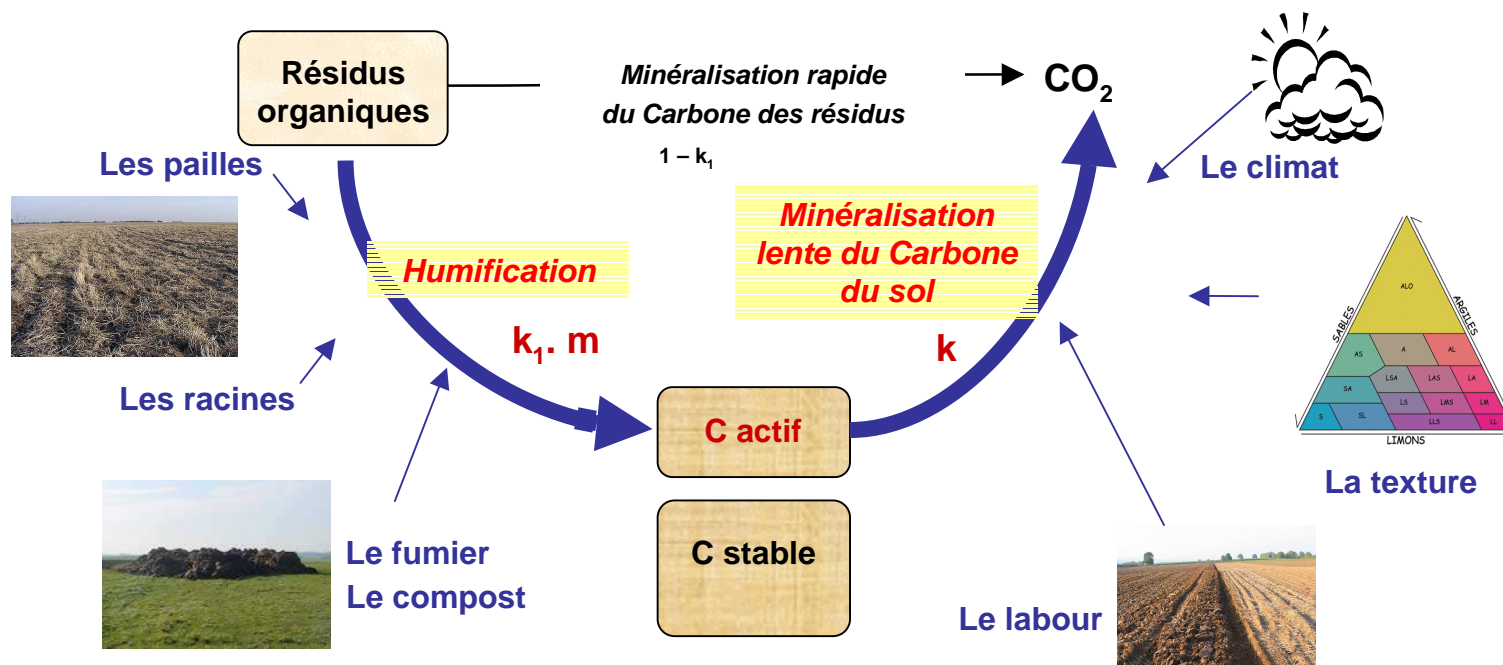 Résidus
organiques
Minéralisation rapide
du Carbone des résidus
1 – k₁
CO₂
Les pailles
Le climat
Humification
Minéralisation
lente du Carbone
du sol
k₁. m
k
Les racines
C actif
C stable
SABLES
ARGILES
ALO
AS
A
AL
SA
LSA
LAS
LA
LS
LMS
LM
S
SL
LLS
LL
LIMONS
La texture
Le fumier
Le compost
Le labour